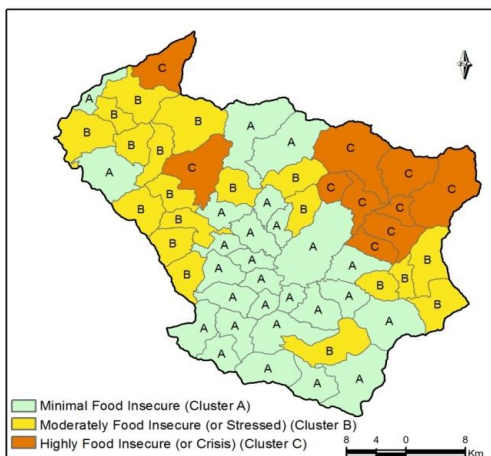 C
A B
B
B A
B B A C
B
A C B C
B B C C
A C
B A B C
B A A
A C
B A A C B
A A A A
B A B B
A
A A A A B
A A
A A A A
A B A
A A A
A A
Minimal Food Insecure (Cluster A)
Moderately Food Insecure (or Stressed) (Cluster B)
Highly Food Insecure (or Crisis) (Cluster C)
8 4 0 8
Km